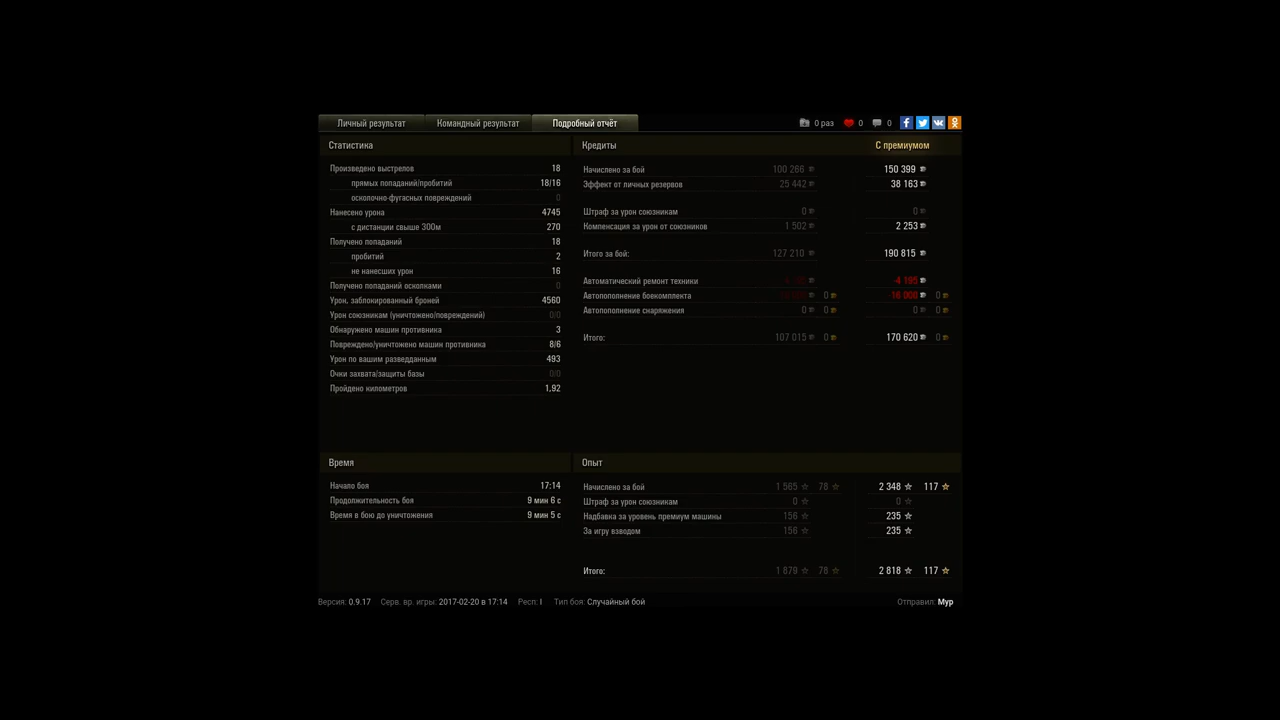 Личный результат Командный результат Подробный отчёт 0 раз 0 0
Статистика
Произведено выстрелов 18
прямых попаданий/пробитий 18/16
осколочно-фугасных повреждений 0
Нанесено урона 4745
с дистанции свыше 300м 270
Получено попаданий 18
пробитий 2
не нанесших урон 16
Получено попаданий осколками 0
Урон, заблокированный броней 4560
Урон союзникам (уничтожено/повреждений) 0/0
Обнаружено машин противника 3
Повреждено/уничтожено машин противника 8/6
Урон по вашим разведданным 493
Очки захвата/защиты базы 0/0
Пройдено километров 1,92
Кредиты С премиумом
Начислено за бой 100 266 150 399
Эффект от личных резервов 25 442 38 163
Штраф за урон союзникам 0 0
Компенсация за урон от союзников 1 502 2 253
Итого за бой: 127 210 190 815
Автоматический ремонт техники -4 195
Автопополнение боекомплекта 0 -16 000 0
Автопополнение снаряжения 0 0 0 0
Итого: 107 015 0 170 620 0
Время
Начало боя 17:14
Продолжительность боя 9 мин 6 с
Время в бою до уничтожения 9 мин 5 с
Опыт
Начислено за бой 1 565 78 2 348 117
Штраф за урон союзникам 0 0
Надбавка за уровень премиум машины 156 235
За игру взводом 156 235
Итого: 1 879 78 2 818 117
Версия: 0.9.17 Серв. вр. игры: 2017-02-20 в 17:14 Респ: I Тип боя: Случайный бой Отправил: Мур